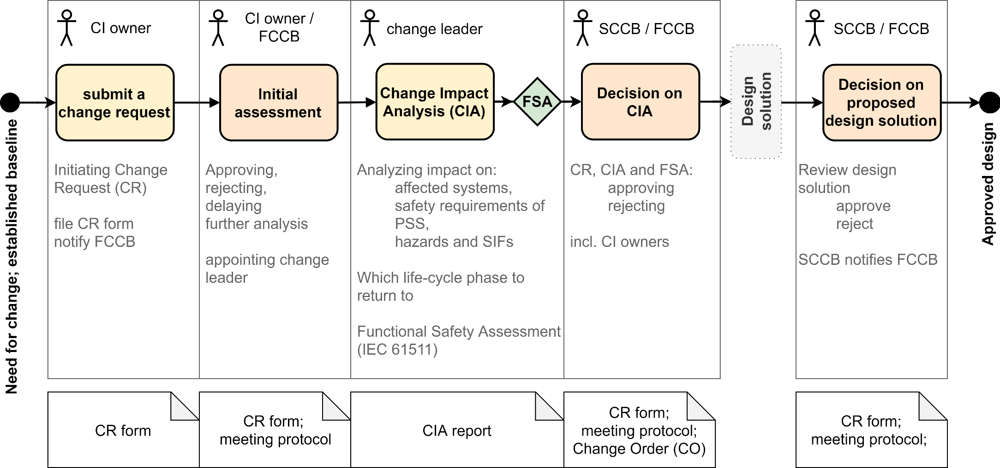 Need for change; established baseline
CI owner
submit a
change request
Initiating Change
Request (CR)
file CR form
notify FCCB
CR form
CI owner /
FCCB
Initial
assessment
Approving,
rejecting,
delaying
further analysis
appointing change
leader
CR form;
meeting protocol
change leader
Change Impact
Analysis (CIA)
FSA
Analyzing impact on:
affected systems,
safety requirements of
PSS,
hazards and SIFs
Which life-cycle phase to
return to
Functional Safety Assessment
(IEC 61511)
CIA report
SCCB / FCCB
Decision on
CIA
CR, CIA and FSA:
approving
rejecting
incl. CI owners
CR form;
meeting protocol;
Change Order (CO)
Design
solution
SCCB / FCCB
Decision on
proposed
design solution
Review design
solution
approve
reject
SCCB notifies FCCB
CR form;
meeting protocol;
Approved design